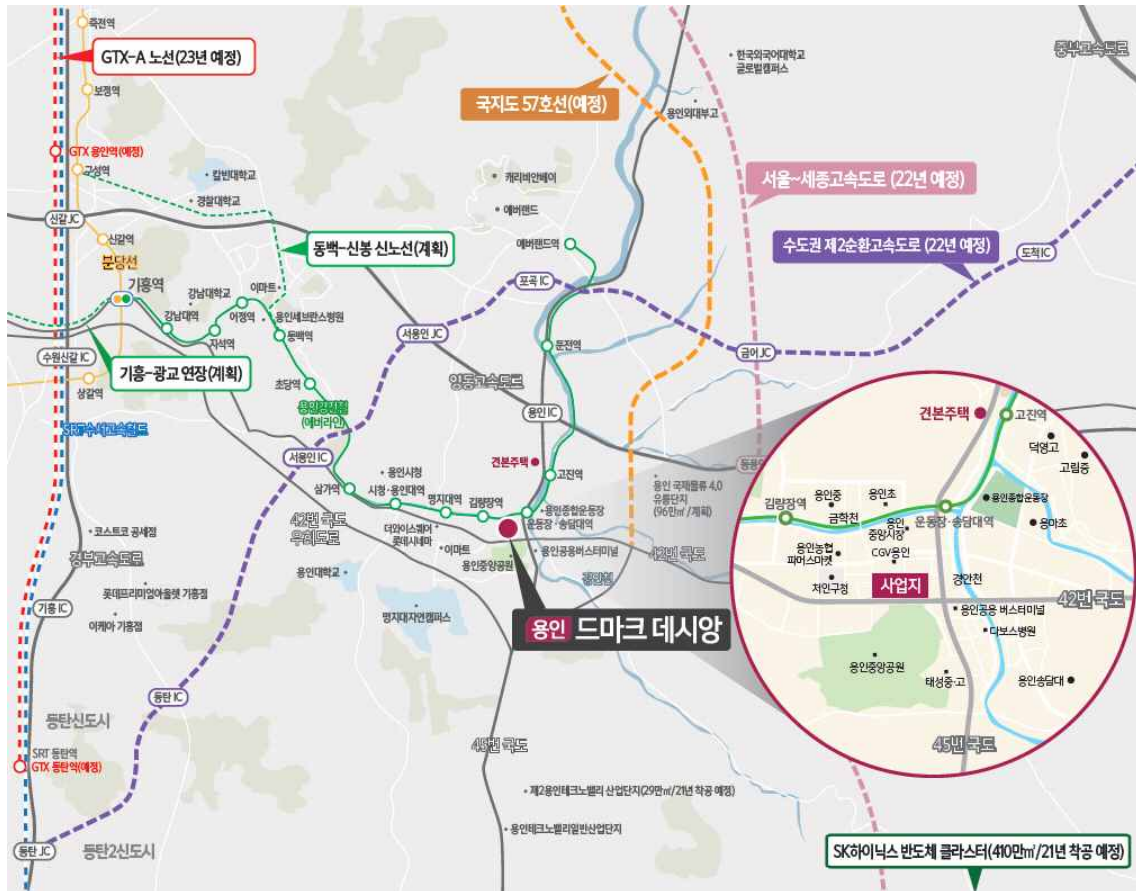 죽전역
GTX-A 노선(23년 예정)
보정역
한국외국어대학교
글로벌캠퍼스
중부고속도로
국지도 57호선(예정)
용인외대부고
GTX 용인역(예정)
구성역
칼빈대학교
경찰대학교
캐리비안베이
에버랜드
서울~세종고속도로 (22년 예정)
신갈 JC
신갈역
동백-신봉 신노선(계획)
에버랜드역
수도권 제2순환고속도로 (22년 예정)
도척 IC
분당선
기흥역
강남대학교
이마트
포곡 IC
강남대역
어정역
용인세브란스병원
지석역
동백역
서용인 JC
둔전역
금어 JC
수원신갈 IC
기흥-광교 연장(계획)
상갈역
초당역
영동고속도로
용인경전철
(에버라인)
용인 IC
SRT수서고속철도
서용인 IC
견본주택
고진역
삼가역
용인시청
시청·용인대역
명지대역
김량장역
용인종합운동장
운동장·송담대역
용인 국제물류 4.0
유통단지
(96만㎡/계획)
42번 국도
우회도로
더와이스퀘어
롯데시네마
이마트
용인중앙공원
용인공용버스터미널
42번 국도
경안천
코스트코 공세점
경부고속도로
용인대학교
롯데프리미엄아울렛 기흥점
기흥 IC
이케아 기흥점
명지대자연캠퍼스
용인 드마크 데시앙
견본주택
고진역
덕영고
고림중
김량장역
용인중
용인초
금학천
용인
중앙시장
운동장·송담대역
용인종합운동장
용마초
용인농협
파머스마켓
CGV용인
처인구청
사업지
경안천
42번 국도
용인공용 버스터미널
다보스병원
용인중앙공원
태성중·고
용인송담대
45번 국도
동탄 IC
동탄신도시
SRT 동탄역
GTX 동탄역(예정)
45번 국도
제2용인테크노밸리 산업단지(29만㎡/21년 착공 예정)
용인테크노밸리일반산업단지
동탄 JC
동탄2신도시
SK하이닉스 반도체 클러스터(410만㎡/21년 착공 예정)